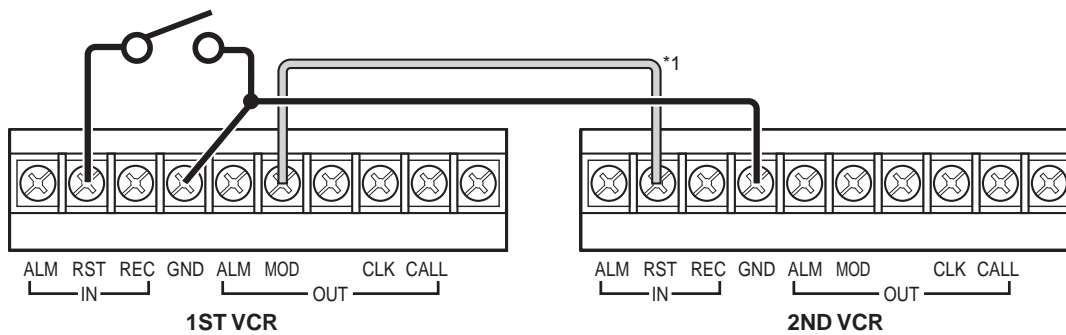 *1
ALM RST REC GND ALM MOD CLK CALL
IN OUT
1ST VCR
ALM RST REC GND ALM MOD CLK CALL
IN OUT
2ND VCR